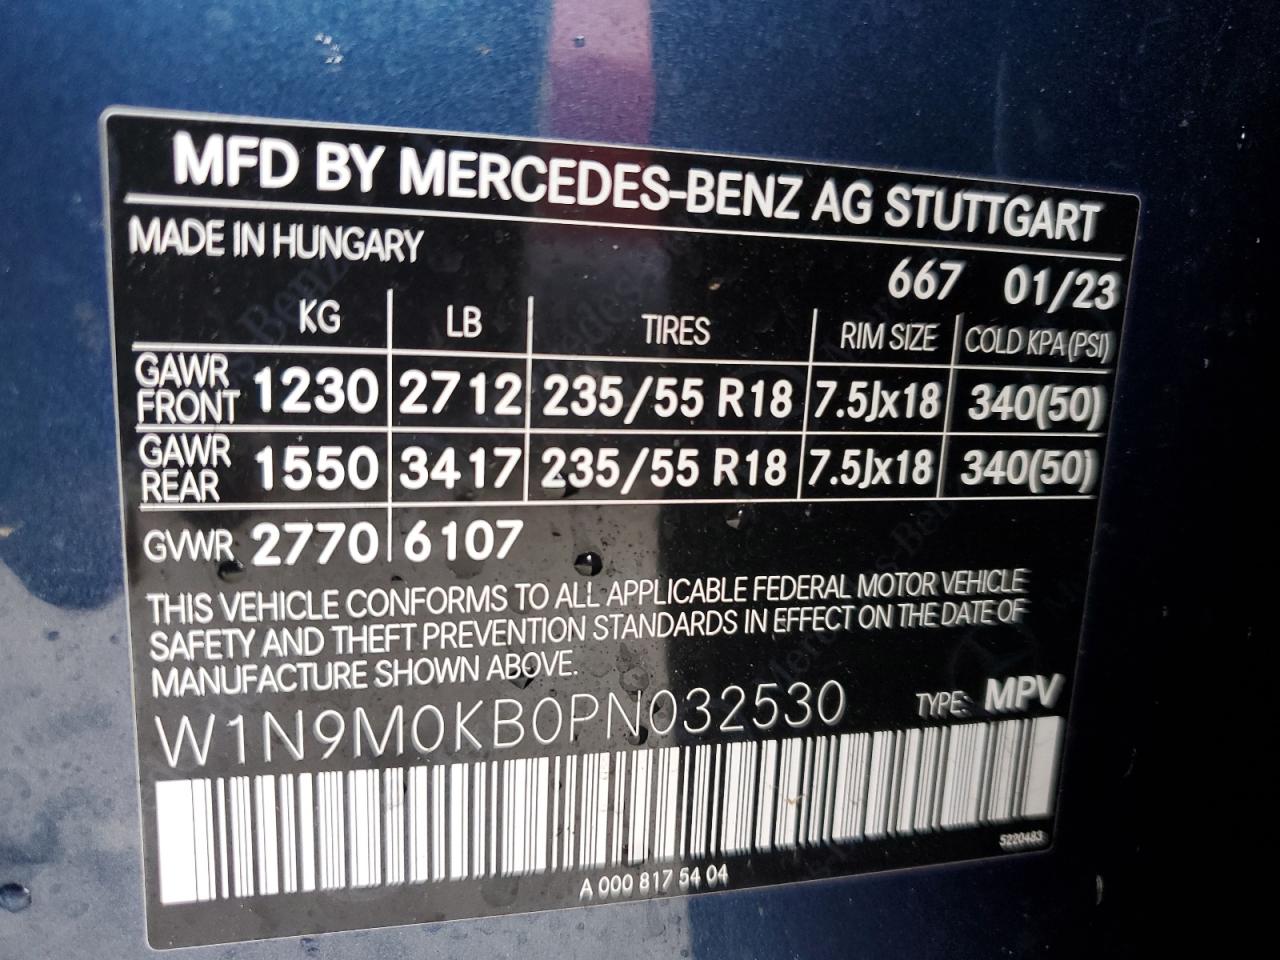 MFD BY MERCEDES-BENZ AG STUTTGART
MADE IN HUNGARY
667 01/23
KG LB TIRES RIM SIZE COLD KPA (PSI)
GAWR FRONT 1230 2712 235/55 R18 7.5Jx18 340(50)
GAWR REAR 1550 3417 235/55 R18 7.5Jx18 340(50)
GVWR 2770 6107
THIS VEHICLE CONFORMS TO ALL APPLICABLE FEDERAL MOTOR VEHICLE
SAFETY AND THEFT PREVENTION STANDARDS IN EFFECT ON THE DATE OF
MANUFACTURE SHOWN ABOVE.
W1N9M0KB0PN032530 TYPE: MPV
5220483
A 000 817 54 04